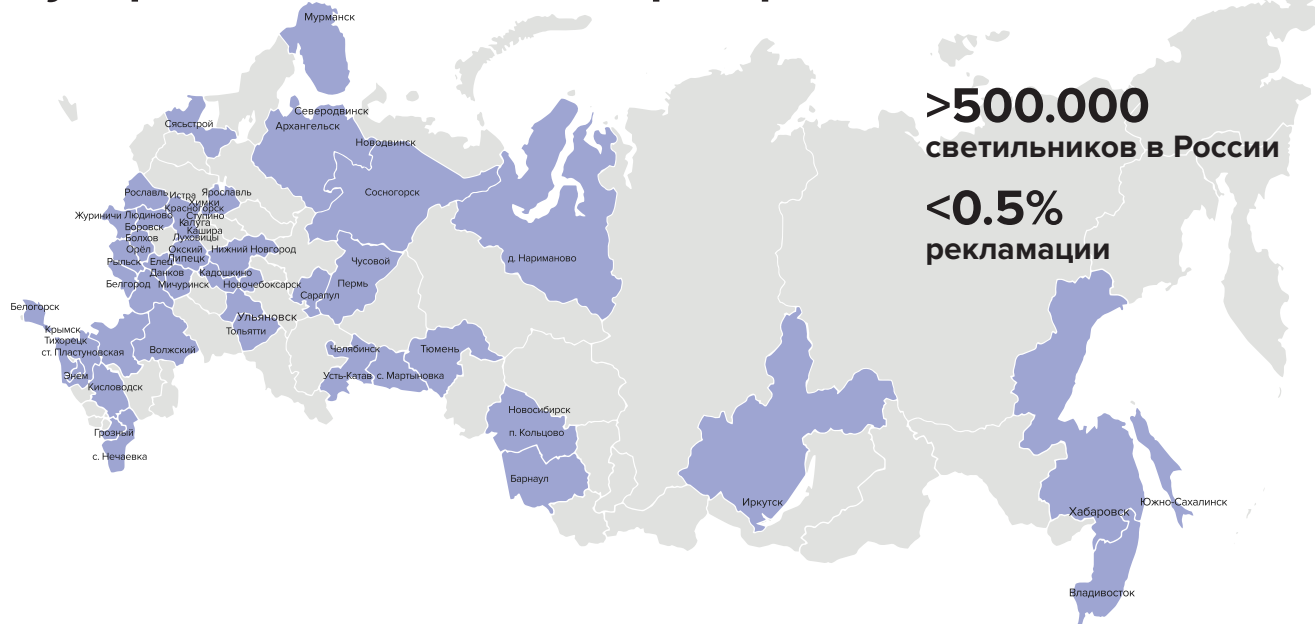 Мурманск
>500.000
светильников в России
<0.5%
рекламации
Северодвинск
Сясьстрой
Архангельск
Новодвинск
Сосногорск
Рославль
Истра
Ярославль
Химки
Красногорск
Журиничи
Людиново
Ступино
Калуга
Боровск
Кашира
Болхов
Луховицы
Орёл
Окский
Нижний Новгород
Рыльск
Елец
Липецк
Данков
Кадошкино
Белгород
Мичуринск
Новочебоксарск
Чусовой
Пермь
Сарапул
д. Нариманово
Белогорск
Ульяновск
Крымск
Тольятти
Тихорецк
ст. Пластуновская
Волжский
Челябинск
Тюмень
Энем
Усть-Катав
с. Мартыновка
Кисловодск
Новосибирск
Грозный
п. Кольцово
с. Нечаевка
Барнаул
Иркутск
Южно-Сахалинск
Хабаровск
Владивосток